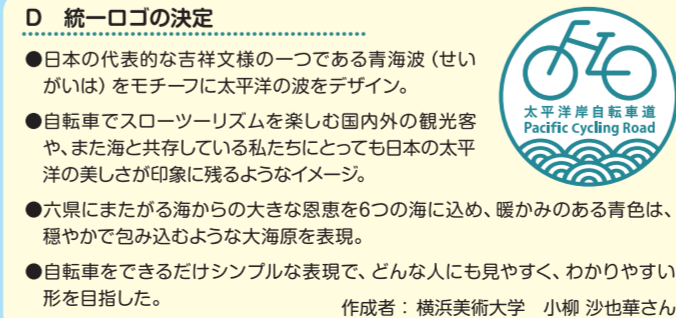 D 統一ロゴの決定
●日本の代表的な吉祥文様の一つである青海波（せい
がいは）をモチーフに太平洋の波をデザイン。
●自転車でスローツーリズムを楽しむ国内外の観光客
や、また海と共存している私たちにとっても日本の太平
洋の美しさが印象に残るようなイメージ。
太平洋岸自転車道
Pacific Cycling Road
●六県にまたがる海からの大きな恩恵を6つの海に込め、暖かみのある青色は、
穏やかで包み込むような大海原を表現。
●自転車をできるだけシンプルな表現で、どんな人にも見やすく、わかりやすい
形を目指した。
作成者：横浜美術大学 小柳 沙也華さん